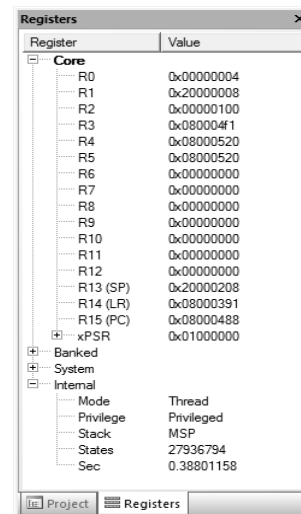 Registers
Register Value
Core
R0 0x00000004
R1 0x20000008
R2 0x00000100
R3 0x080004f1
R4 0x08000520
R5 0x08000520
R6 0x00000000
R7 0x00000000
R8 0x00000000
R9 0x00000000
R10 0x00000000
R11 0x00000000
R12 0x00000000
R13 (SP) 0x20000208
R14 (LR) 0x08000391
R15 (PC) 0x08000488
xPSR 0x01000000
Banked
System
Internal
Mode Thread
Privilege Privileged
Stack MSP
States 27936794
Sec 0.38801158
Project Registers